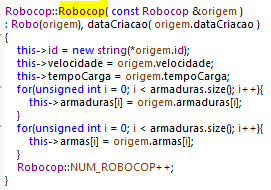 Robocop::Robocop( const Robocop &origem )
: Robo(origem), dataCriacao( origem.dataCriacao )
{
this->id = new string(*origem.id);
this->velocidade = origem.velocidade;
this->tempoCarga = origem.tempoCarga;
for(unsigned int i = 0; i < armaduras.size(); i++){
this->armaduras[i] = origem.armaduras[i];
}
for(unsigned int i = 0; i < armaduras.size(); i++){
this->armas[i] = origem.armas[i];
}
Robocop::NUM_ROBOCOP++;
}